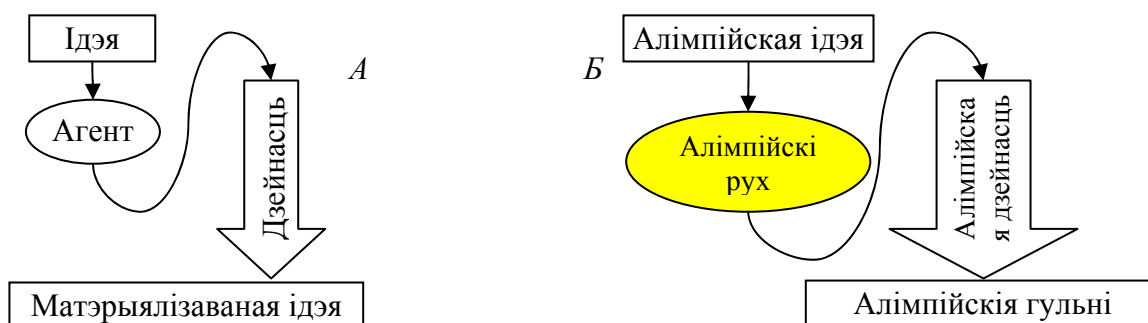 Ідэя
Агент
А
Дзейнасць
Матэрыялізаваная ідэя
Б
Алімпійская ідэя
Алімпійскі
рух
Алімпійска
я дзейнасць
Алімпійскія гульні